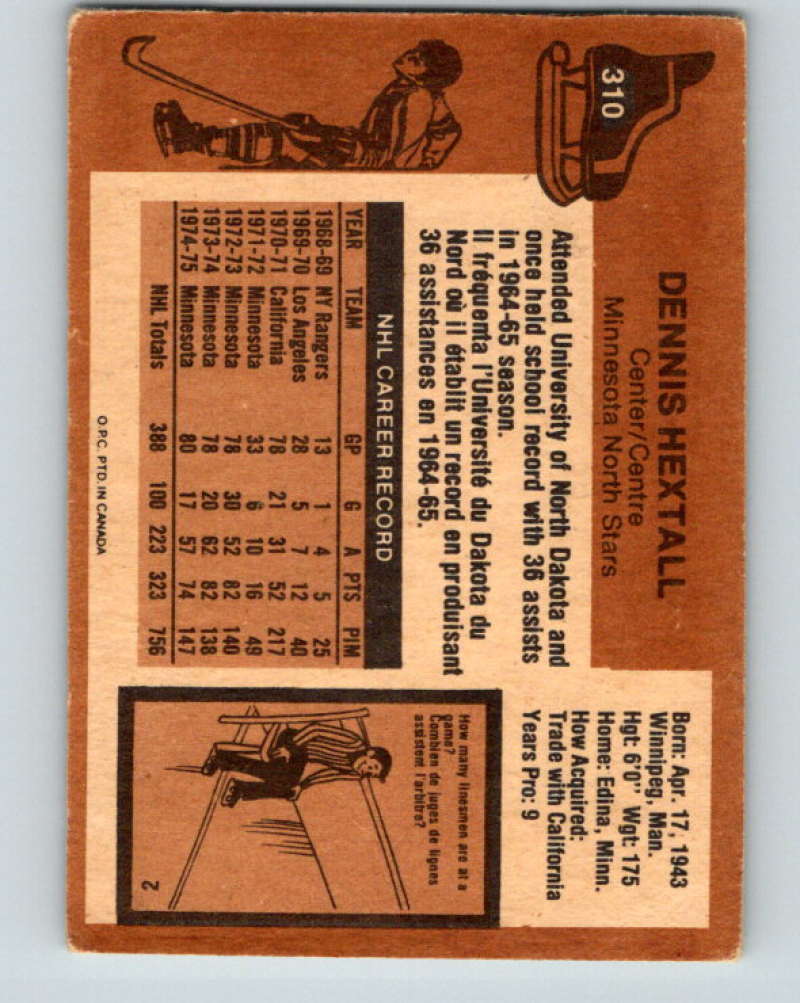 310
DENNIS HEXTALL
Center/Centre
Minnesota North Stars
Attended University of North Dakota and
once held school record with 36 assists
in 1964-65 season.
Il fréquenta l'Université du Dakota du
Nord où il établit un record en produisant
36 assistances en 1964-65.
Born: Apr. 17, 1943
Winnipeg, Man.
Hgt: 6'0" Wgt: 175
Home: Edina, Minn.
How Acquired:
Trade with California
Years Pro: 9
NHL CAREER RECORD
YEAR TEAM GP G A PTS PIM
1968-69 NY Rangers 13 1 4 5 25
1969-70 Los Angeles 28 5 7 12 40
1970-71 California 78 21 31 52 217
1971-72 Minnesota 33 6 10 16 49
1972-73 Minnesota 78 30 52 82 140
1973-74 Minnesota 78 20 62 82 138
1974-75 Minnesota 80 17 57 74 147
NHL Totals 388 100 223 323 756
How many linesmen are at a
game?
Combien de juges de lignes
assistent l'arbitre?
2
O.P.C. PTD. IN CANADA